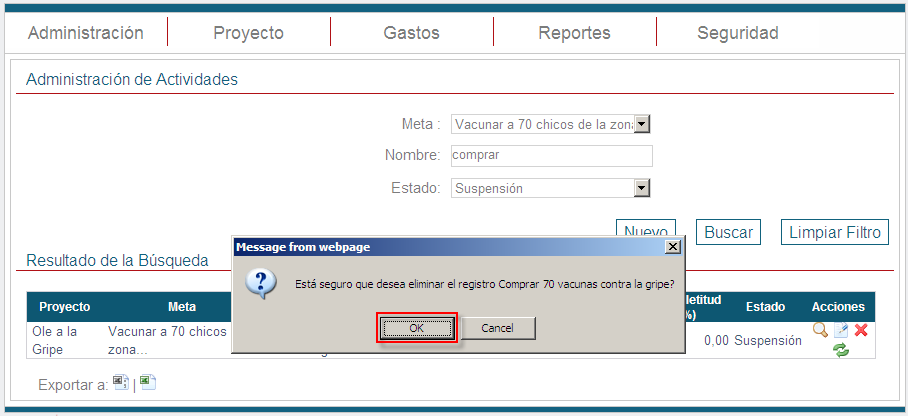 Administración Proyecto Gastos Reportes Seguridad
Administración de Actividades
Meta : Vacunar a 70 chicos de la zona
Nombre: comprar
Estado: Suspensión
Nuevo Buscar Limpiar Filtro
Message from webpage
Resultado de la Búsqueda
Está seguro que desea eliminar el registro Comprar 70 vacunas contra la gripe?
OK Cancel
Proyecto Meta Estado Acciones
Ole a la Gripe
Vacunar a 70 chicos
zona...
0,00 Suspensión
Exportar a: |